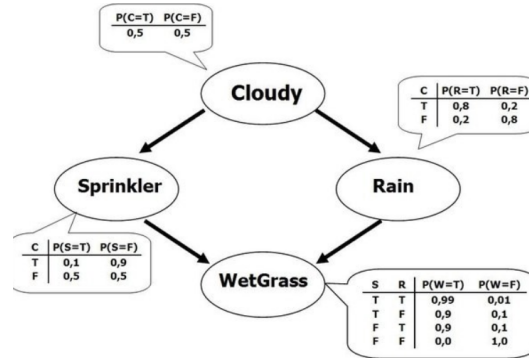 P(C=T) P(C=F)
0,5 0,5
Cloudy
C P(R=T) P(R=F)
T 0,8 0,2
F 0,2 0,8
Sprinkler
Rain
C P(S=T) P(S=F)
T 0,1 0,9
F 0,5 0,5
WetGrass
S R P(W=T) P(W=F)
T T 0,99 0,01
T F 0,9 0,1
F T 0,9 0,1
F F 0,0 1,0